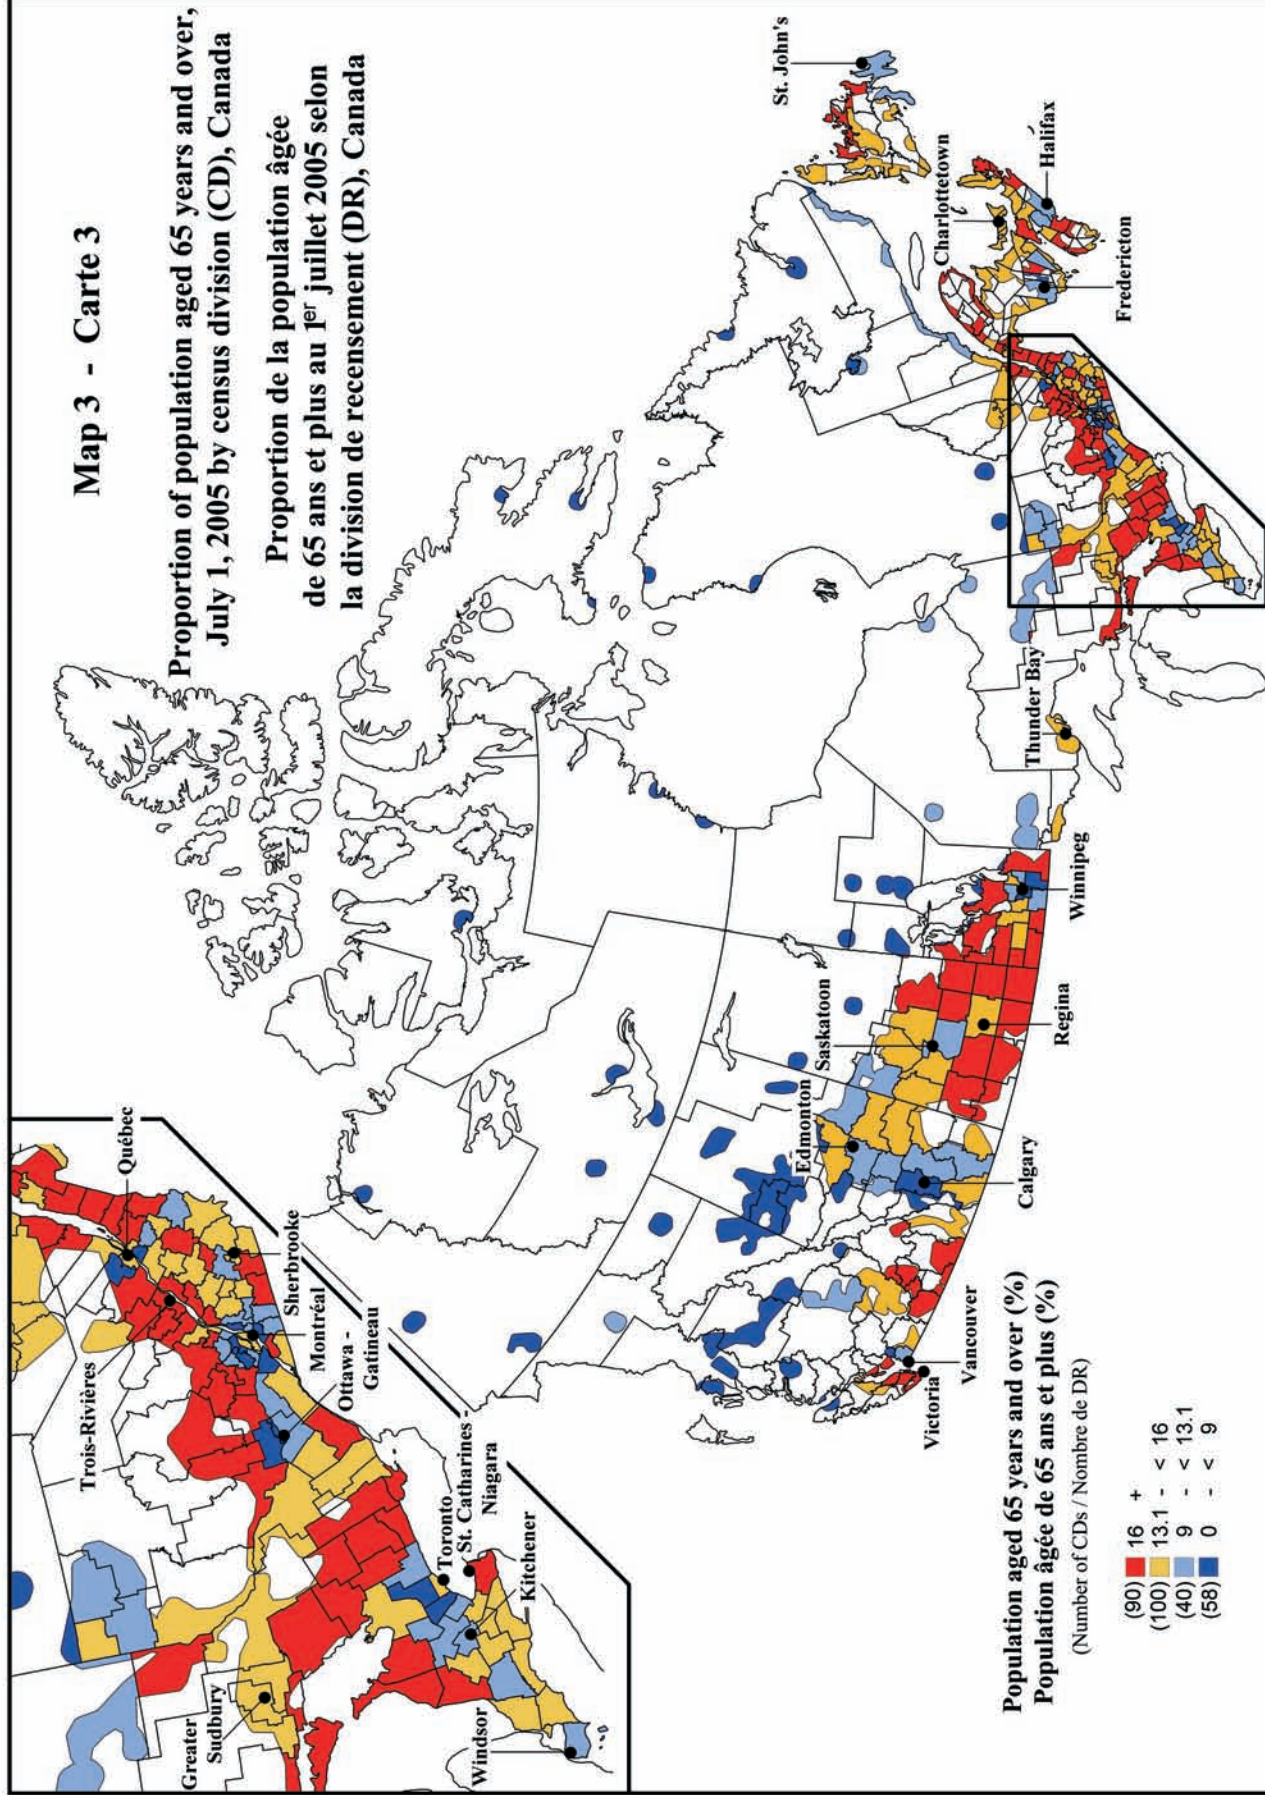 Map 3 - Carte 3
Proportion of population aged 65 years and over,
July 1, 2005 by census division (CD), Canada
Proportion de la population âgée
de 65 ans et plus au 1er juillet 2005 selon
la division de recensement (DR), Canada
Québec
Trois-Rivières
Sherbrooke
Montréal
Ottawa -
Gatineau
Greater
Sudbury
Toronto
St. Catharines -
Niagara
Kitchener
Windsor
St. John's
Charlottetown
Halifax
Fredericton
Thunder Bay
Winnipeg
Regina
Saskatoon
Edmonton
Calgary
Vancouver
Victoria
Population aged 65 years and over (%)
Population âgée de 65 ans et plus (%)
(Number of CDs / Nombre de DR)
(90) 16 +
(100) 13.1 - < 16
(40) 9 - < 13.1
(58) 0 - < 9